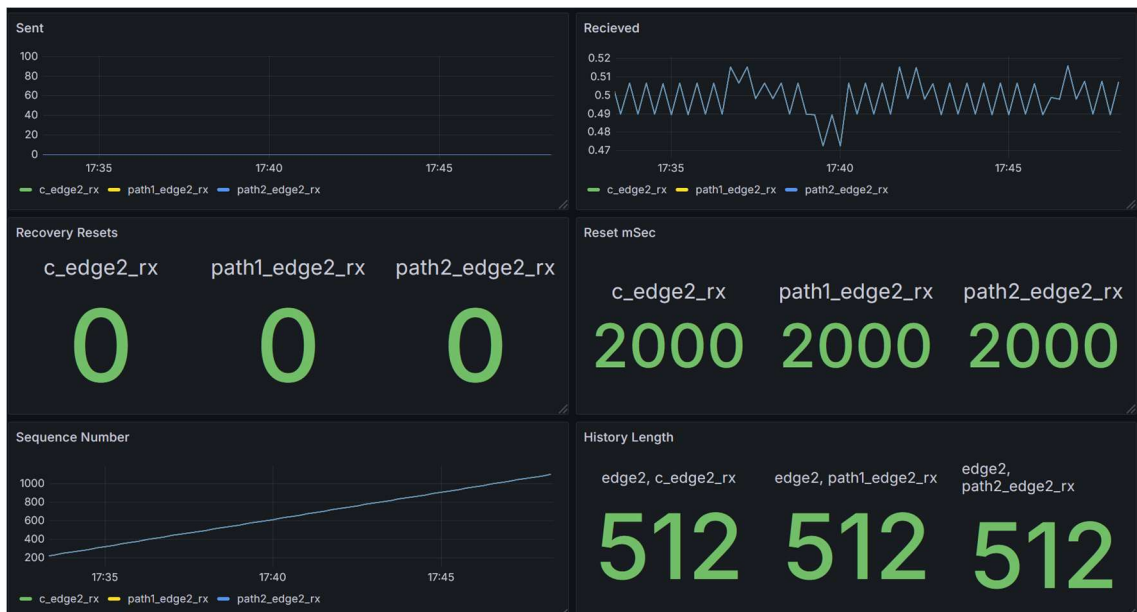 Sent
100
80
60
40
20
0
17:35 17:40 17:45
c_edge2_rx path1_edge2_rx path2_edge2_rx
Recieved
0.52
0.51
0.5
0.49
0.48
0.47
17:35 17:40 17:45
c_edge2_rx path1_edge2_rx path2_edge2_rx
Recovery Resets
c_edge2_rx path1_edge2_rx path2_edge2_rx
0 0 0
Reset mSec
c_edge2_rx path1_edge2_rx path2_edge2_rx
2000 2000 2000
Sequence Number
1000
800
600
400
200
17:35 17:40 17:45
c_edge2_rx path1_edge2_rx path2_edge2_rx
History Length
edge2, c_edge2_rx edge2, path1_edge2_rx edge2,
path2_edge2_rx
512 512 512